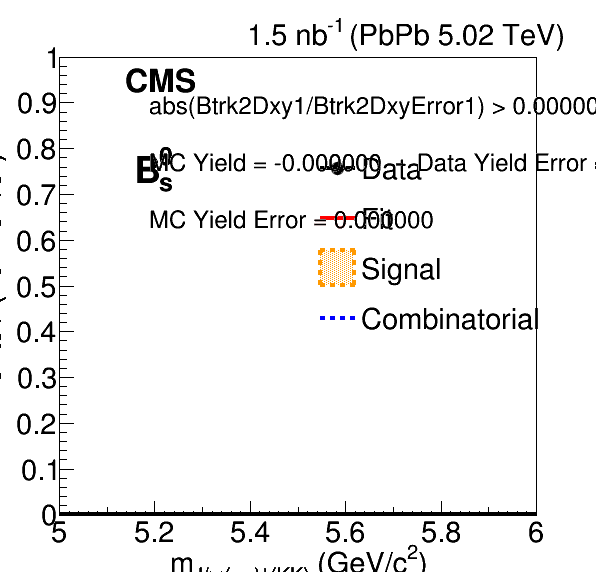 1.5 nb-1 (PbPb 5.02 TeV)
1
CMS
abs(Btrk2Dxy1/Btrk2DxyError1) > 0.00000
0.9
0.8
MC Yield = -0.000000 - Data Yield Error =
B0s
Data
0.7
MC Yield Error = 0.000000
Fit
0.6
0.5
Signal
0.4
Combinatorial
0.3
0.2
0.1
0
5 5.2 5.4 5.6 5.8 6
m (GeV/c2)